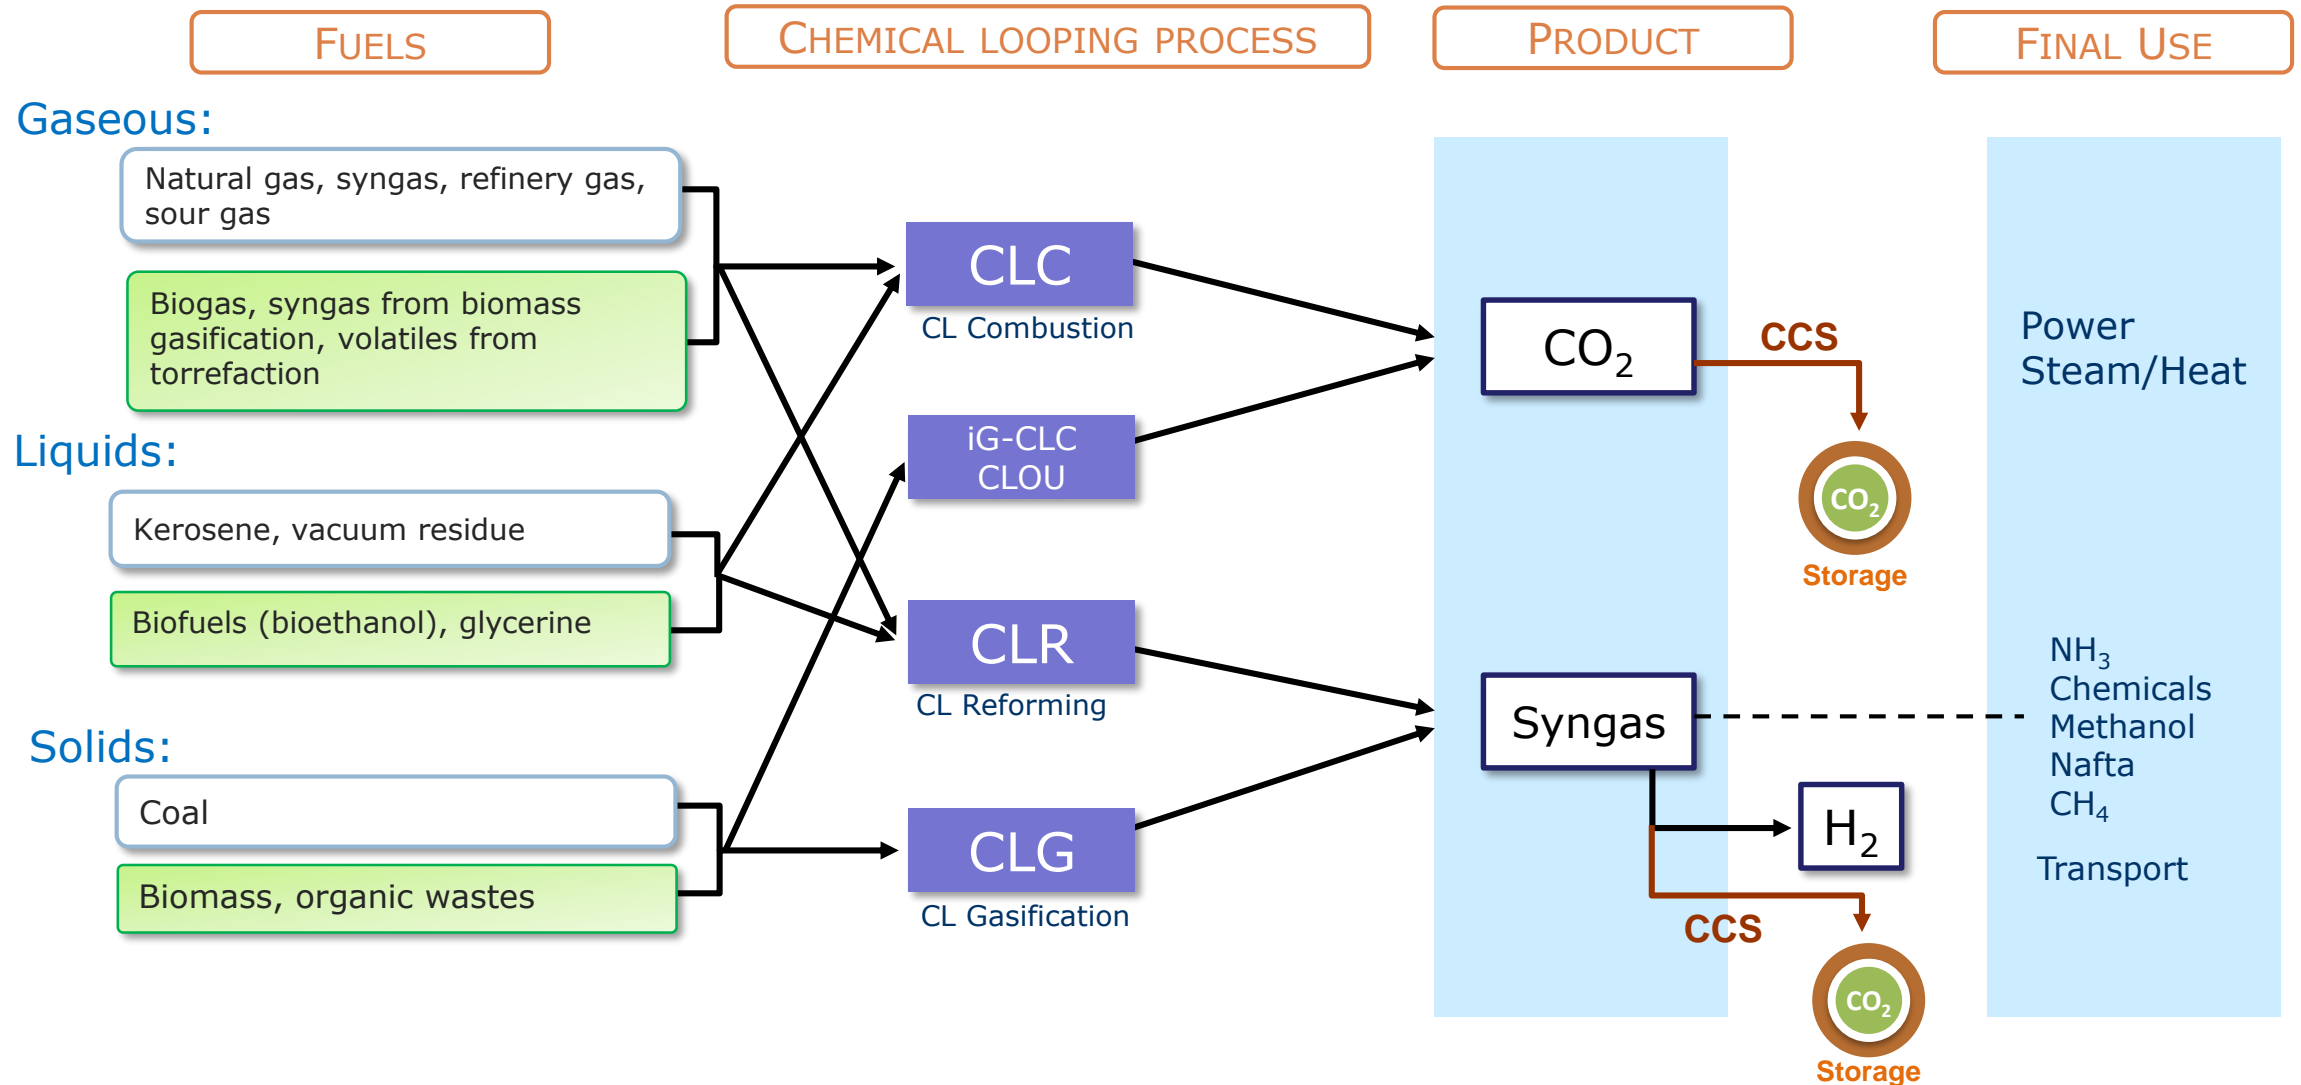 FUELS
CHEMICAL LOOPING PROCESS
PRODUCT
FINAL USE
Gaseous:
Natural gas, syngas, refinery gas,
sour gas
Biogas, syngas from biomass
gasification, volatiles from
torrefaction
Liquids:
Kerosene, vacuum residue
Biofuels (bioethanol), glycerine
Solids:
Coal
Biomass, organic wastes
CLC
CL Combustion
iG-CLC
CLOU
CLR
CL Reforming
CLG
CL Gasification
CO₂
CCS
CO₂
Storage
Syngas
H₂
CCS
CO₂
Storage
Power
Steam/Heat
NH₃
Chemicals
Methanol
Nafta
CH₄
Transport